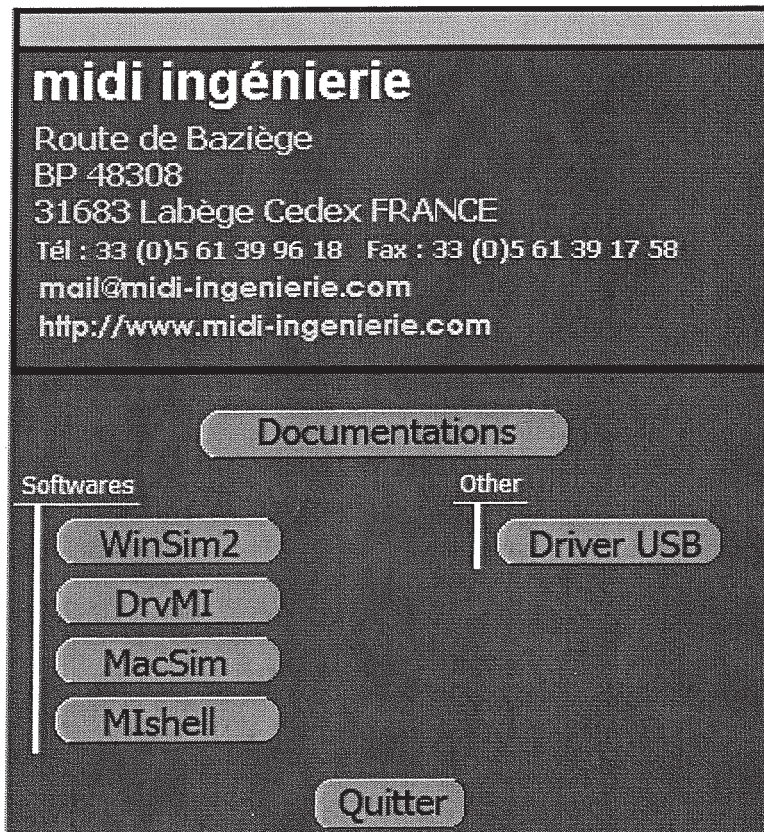 midi ingénierie
Route de Baziège
BP 48308
31683 Labège Cedex FRANCE
Tél : 33 (0)5 61 39 96 18 Fax : 33 (0)5 61 39 17 58
mail@midi-ingenierie.com
http://www.midi-ingenierie.com
Documentations
Softwares
Other
WinSim2
Driver USB
DrvMI
MacSim
MIshell
Quitter